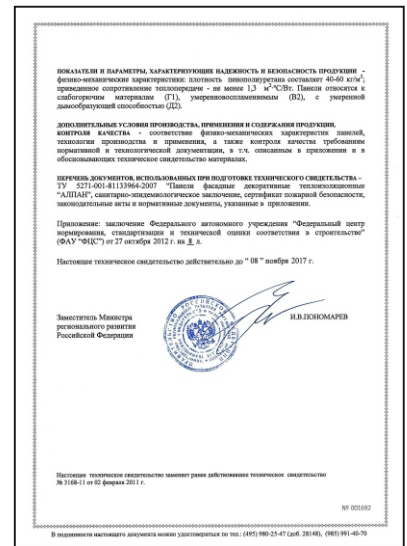 ПОКАЗАТЕЛИ И ПАРАМЕТРЫ, ХАРАКТЕРИЗУЮЩИЕ НАДЕЖНОСТЬ И БЕЗОПАСНОСТЬ ПРОДУКЦИИ -
физико-механические характеристики: плотность пинополиуретана составляет 40-60 кг/м³;
приведенное сопротивление теплопередаче - не менее 1,3 м²·°С/Вт. Панели относятся к
слабогорючим материалам (Г1), умеренновоспламенимым (В2), с умеренной
дымообразующей способностью (Д2).
ДОПОЛНИТЕЛЬНЫЕ УСЛОВИЯ ПРОИЗВОДСТВА, ПРИМЕНЕНИЯ И СОДЕРЖАНИЯ ПРОДУКЦИИ,
КОНТРОЛЯ КАЧЕСТВА - соответствие физико-механических характеристик панелей,
технологии производства и применения, а также контроля качества требованиям
нормативной и технологической документации, в т.ч. описанным в приложении и в
обосновывающих техническое свидетельство материалах.
ПЕРЕЧЕНЬ ДОКУМЕНТОВ, ИСПОЛЬЗОВАННЫХ ПРИ ПОДГОТОВКЕ ТЕХНИЧЕСКОГО СВИДЕТЕЛЬСТВА –
ТУ 5271-001-81133964-2007 "Панели фасадные декоративные теплоизоляционные
"АЛПАН", санитарно-эпидемическое заключение, сертификат пожарной безопасности,
законодательные акты и нормативные документы, указанные в приложении.
Приложение: заключение Федерального автономного учреждения "Федеральный центр
нормирования, стандартизации и технической оценки соответствия в строительстве"
(ФАУ "ФЦС") от 27 октября 2012 г. на 8 л.
Настоящее техническое свидетельство действительно до " 08 " ноября 2017 г.
Заместитель Министра
регионального развития
Российской Федерации
И.В.ПОНОМАРЕВ
Настоящее техническое свидетельство заменяет ранее действовавшее техническое свидетельство
№ 3168-11 от 02 февраля 2011 г.
№ 001692
В подлинности настоящего документа можно удостовериться по тел.: (495) 980-25-47 (доб. 28148), (985) 991-40-70